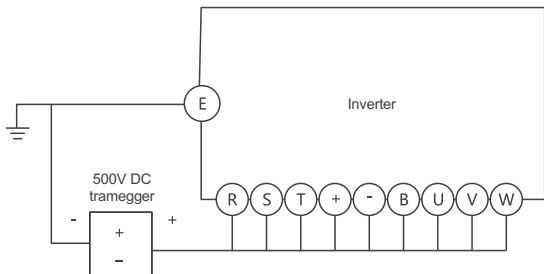 E
Inverter
500V DC
tramegger
R S T + - B U V W
- +
+
−